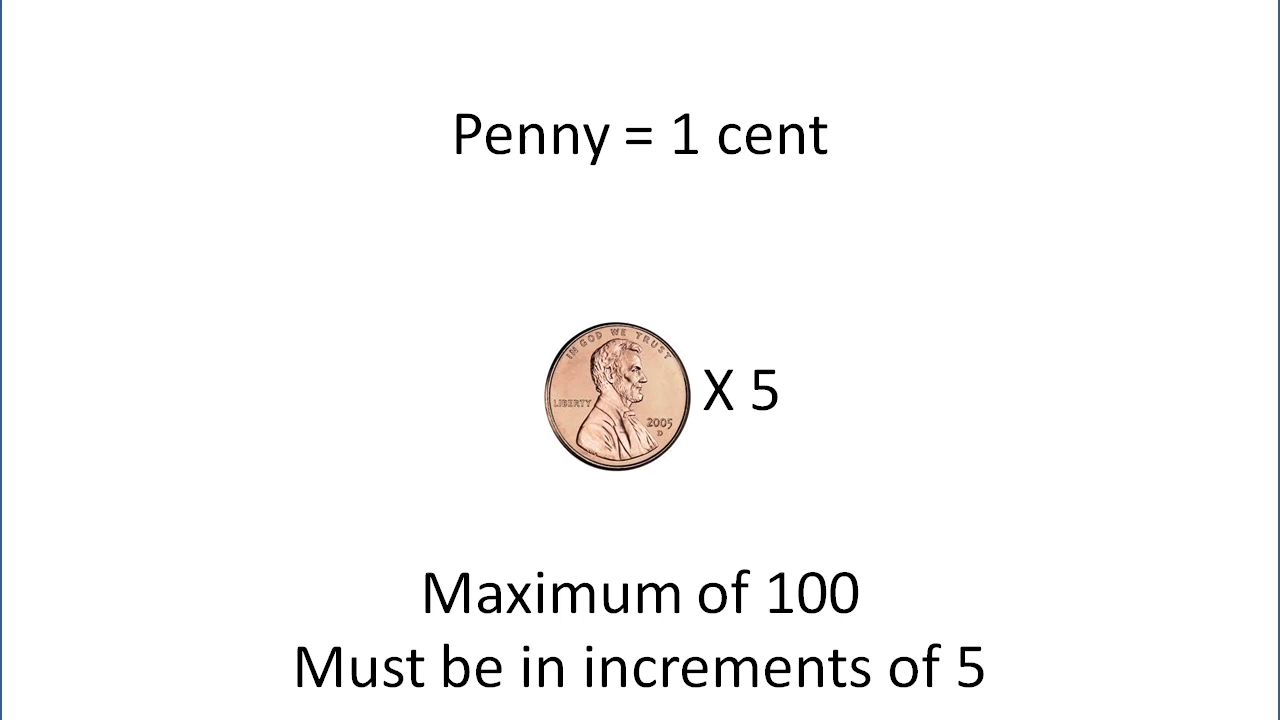 Penny = 1 cent
IN GOD WE TRUST
LIBERTY
2005
D
X 5
Maximum of 100
Must be in increments of 5